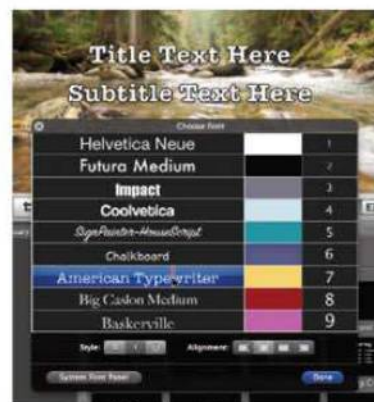 Title Text Here
Subtitle Text Here
Choose Font
Helvetica Neue 1
Futura Medium 2
Impact 3
Coolvetica 4
SignPainter-HouseScript 5
Chalkboard 6
American Typewriter 7
Big Caslon Medium 8
Baskerville 9
Style: Alignment:
System Font Panel Done